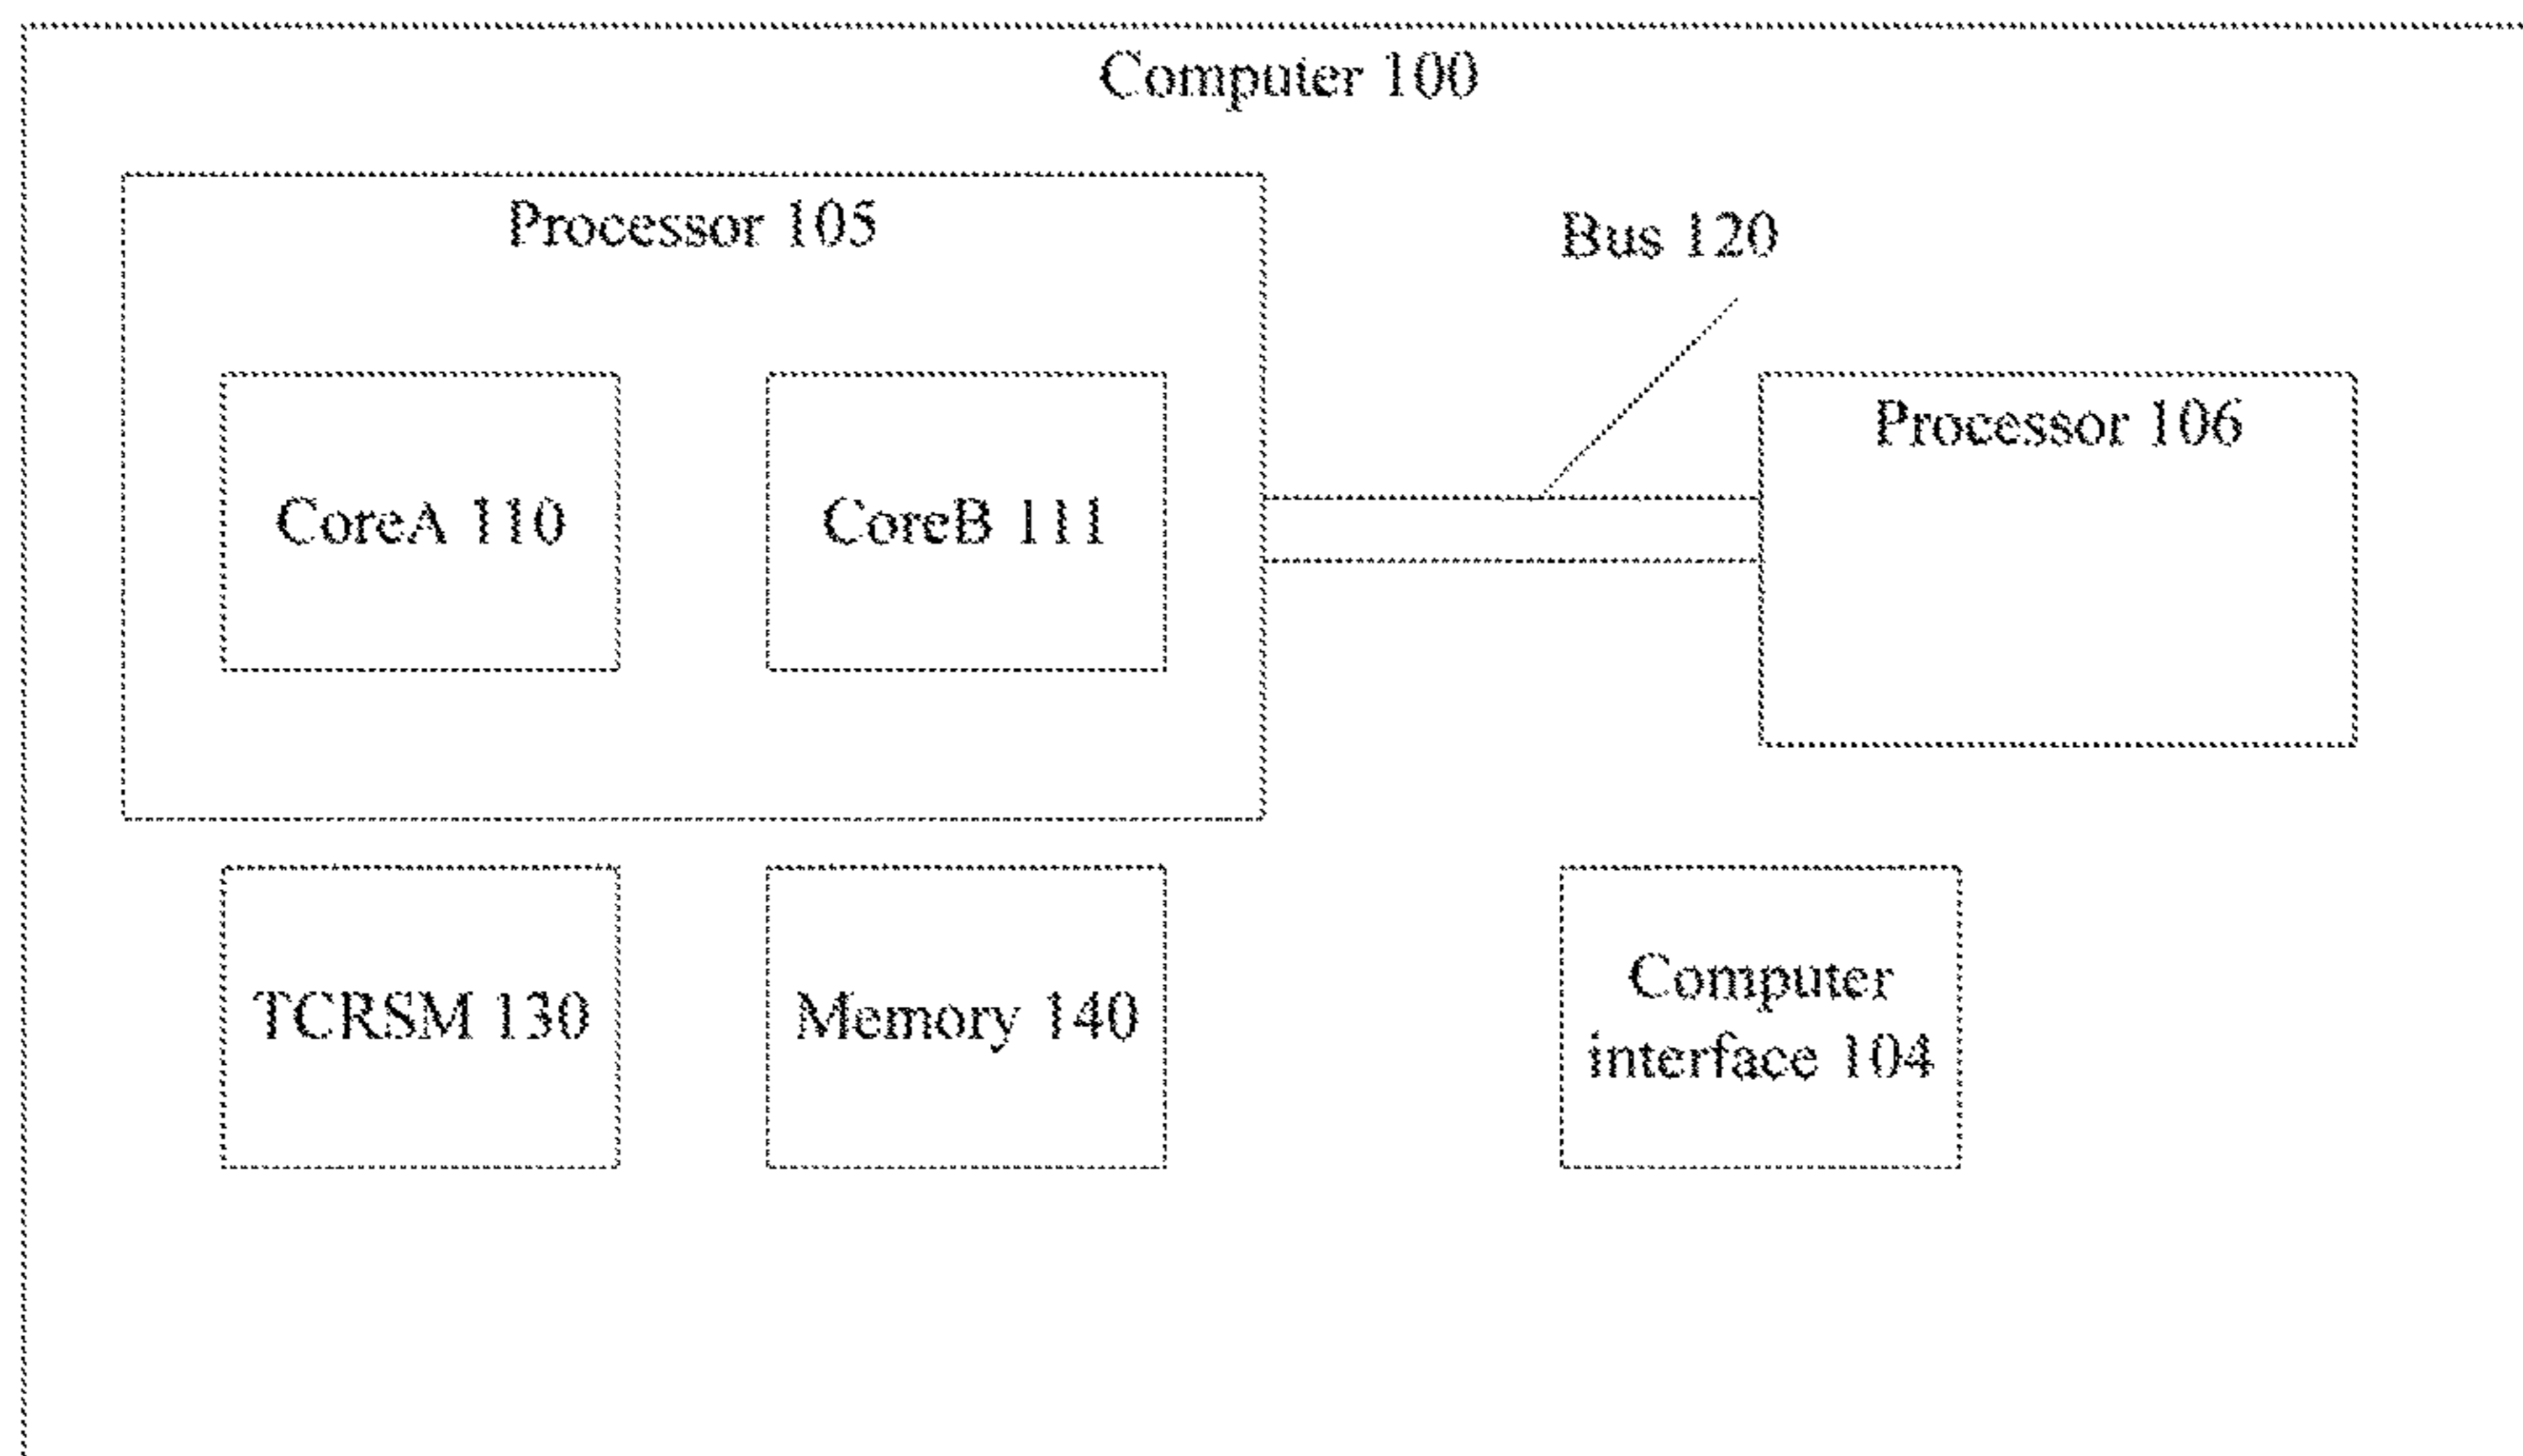 Computer 100
Processor 105
Bus 120
Processor 106
CoreA 110
CoreB 111
TCRSM 130
Memory 140
Computer
interface 104